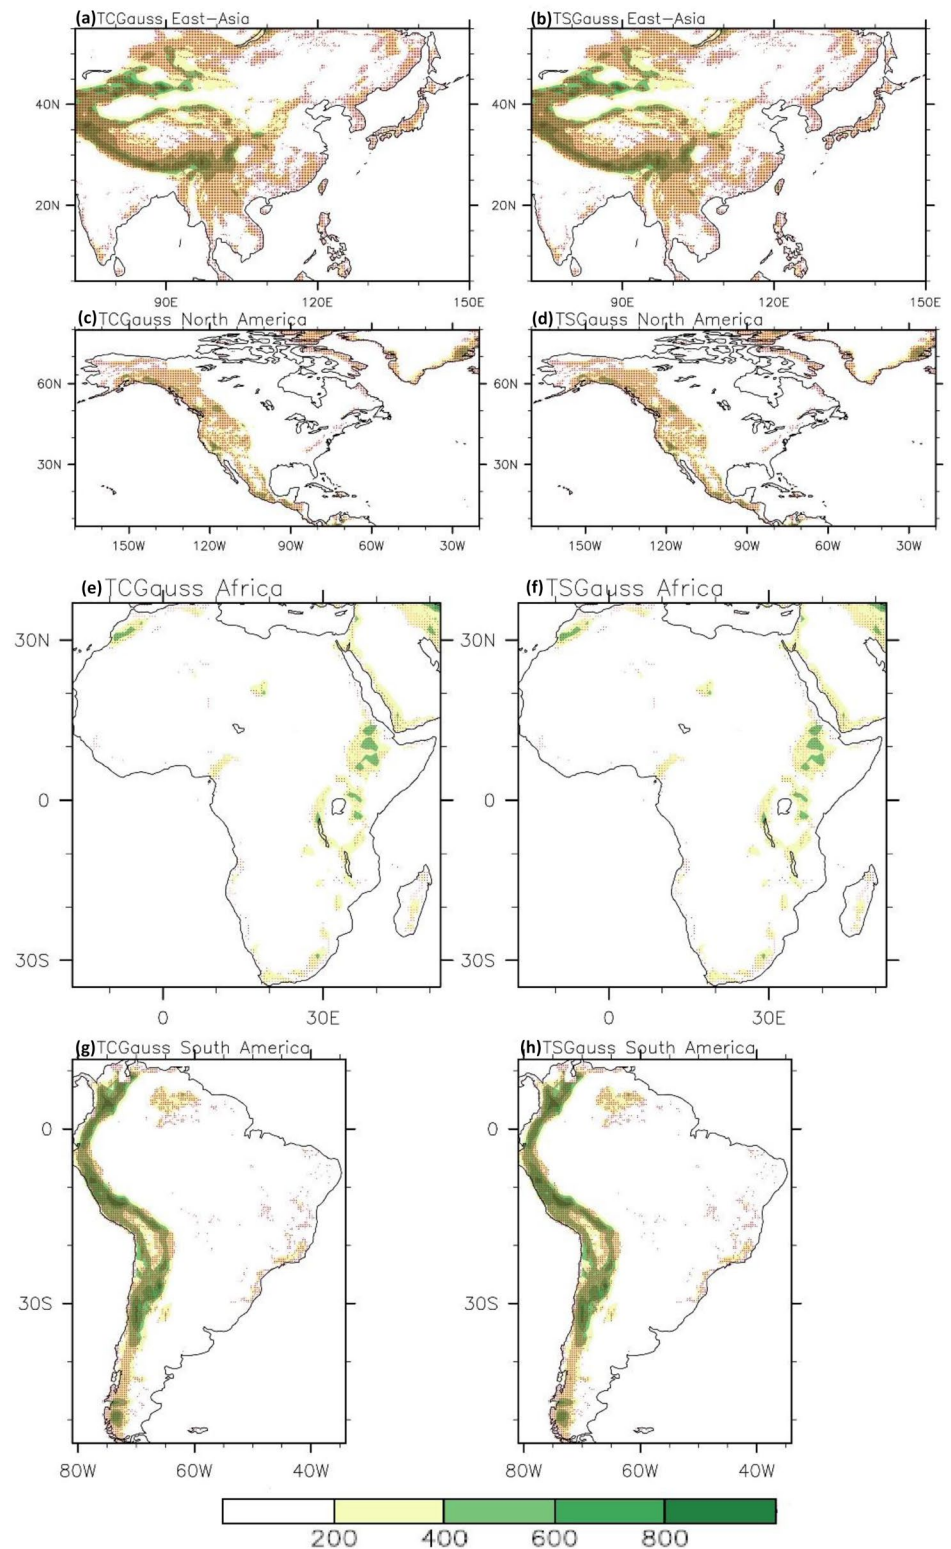 (a)TCGauss East-Asia (b)TSGauss East-Asia
40N 40N
20N 20N
90E 120E 150E 90E 120E 150E
(c)TCGauss North America (d)TSGauss North America
60N 60N
30N 30N
150W 120W 90W 60W 30W 150W 120W 90W 60W 30W
(e)TCGauss Africa (f)TSGauss Africa
30N 30N
0 0
30S 30S
0 30E 0 30E
(g)TCGauss South America (h)TSGauss South America
0 0
30S 30S
80W 60W 40W 80W 60W 40W
200 400 600 800